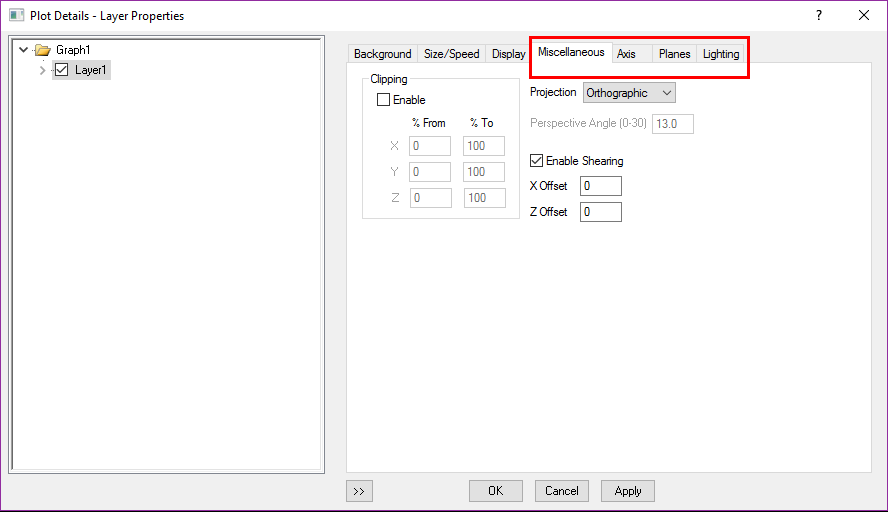 Plot Details - Layer Properties
?
Graph1
Layer1
Background Size/Speed Display Miscellaneous Axis Planes Lighting
Clipping
Enable
% From % To
X 0 100
Y 0 100
Z 0 100
Projection Orthographic
Perspective Angle (0-30) 13.0
Enable Shearing
X Offset 0
Z Offset 0
>> OK Cancel Apply